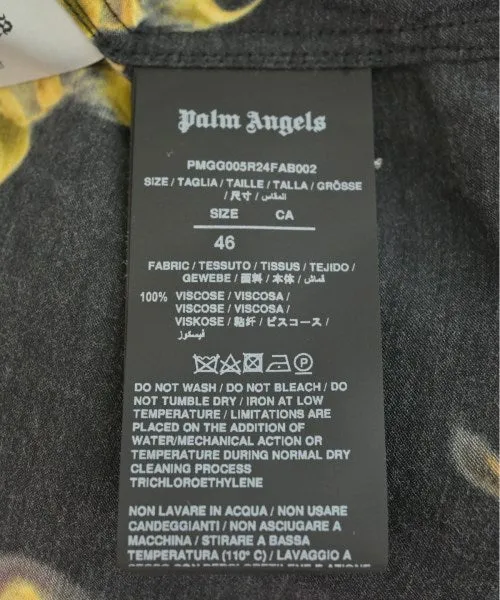 Palm Angels
PMGG005R24FAB002
SIZE / TAGLIA / TAILLE / TALLA / GRÖSSE
/ 尺寸 / المقاس
SIZE CA
46
FABRIC / TESSUTO / TISSUS / TEJIDO /
GEWEBE / 面料 / 本体 / قماش
100% VISCOSE / VISCOSA /
VISCOSE / VISCOSA /
VISKOSE / 粘纤 / ビスコース /
فيسكوز
DO NOT WASH / DO NOT BLEACH / DO
NOT TUMBLE DRY / IRON AT LOW
TEMPERATURE / LIMITATIONS ARE
PLACED ON THE ADDITION OF
WATER/MECHANICAL ACTION OR
TEMPERATURE DURING NORMAL DRY
CLEANING PROCESS
TRICHLOROETHYLENE
NON LAVARE IN ACQUA / NON USARE
CANDEGGIANTI / NON ASCIUGARE A
MACCHINA / STIRARE A BASSA
TEMPERATURA (110° C) / LAVAGGIO A